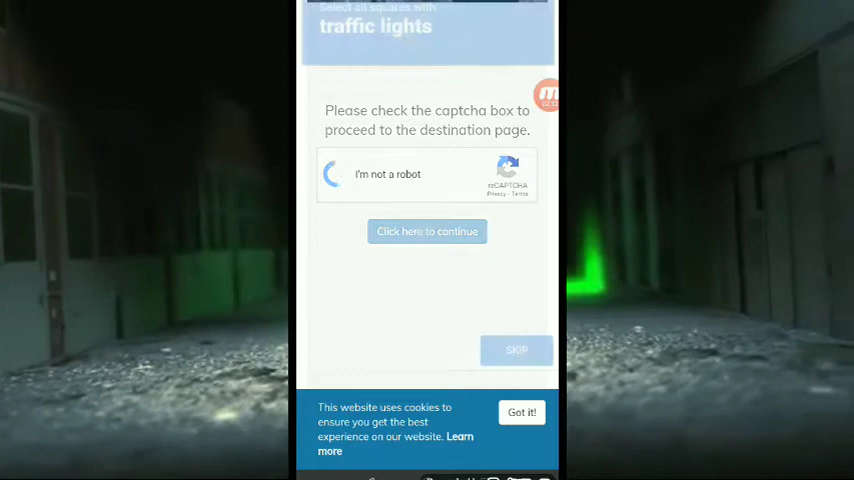 Select all squares with
traffic lights
Please check the captcha box to
proceed to the destination page.
I'm not a robot
reCAPTCHA
Privacy - Terms
Click here to continue
SKIP
This website uses cookies to
ensure you get the best
experience on our website. Learn
more
Got it!